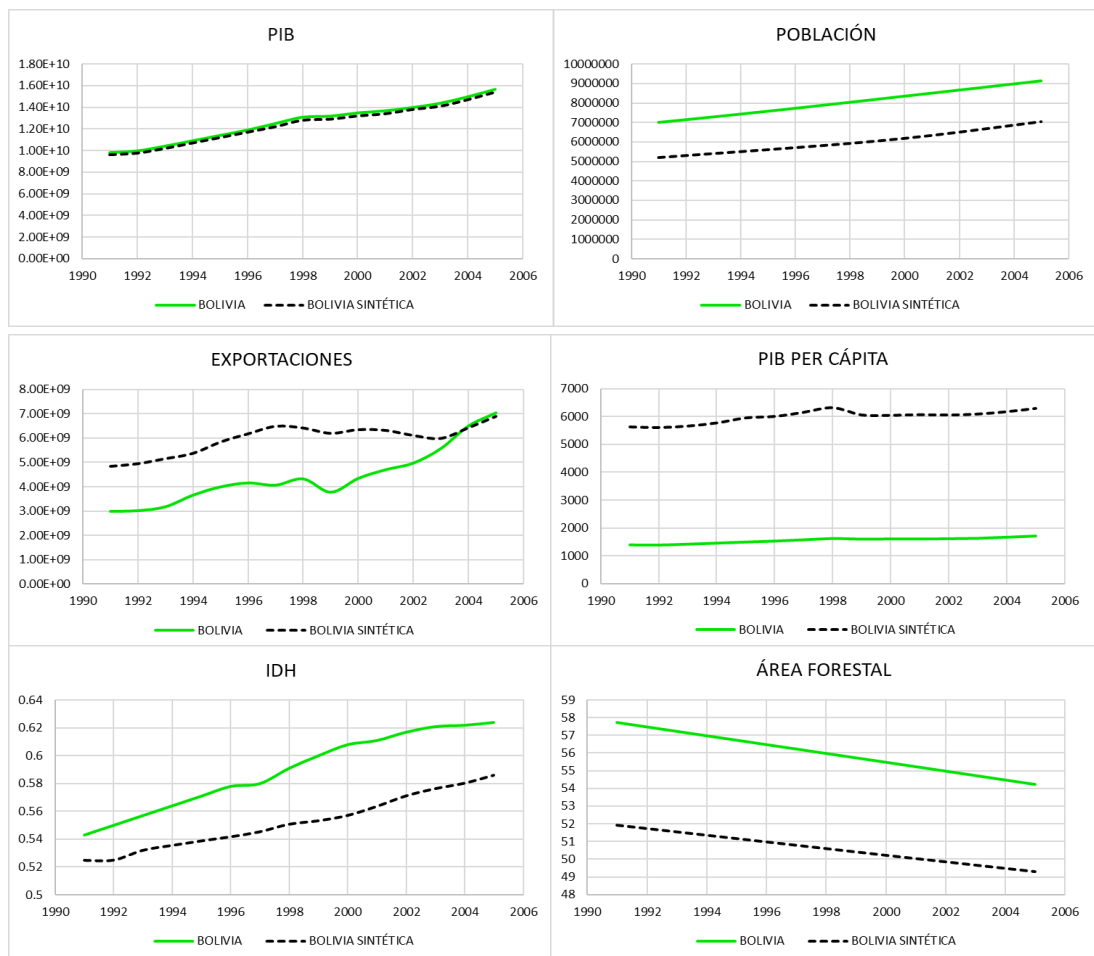 PIB
1.80E+10
1.60E+10
1.40E+10
1.20E+10
1.00E+10
8.00E+09
6.00E+09
4.00E+09
2.00E+09
0.00E+00
1990 1992 1994 1996 1998 2000 2002 2004 2006
BOLIVIA BOLIVIA SINTÉTICA
POBLACIÓN
10000000
9000000
8000000
7000000
6000000
5000000
4000000
3000000
2000000
1000000
0
1990 1992 1994 1996 1998 2000 2002 2004 2006
BOLIVIA BOLIVIA SINTÉTICA
EXPORTACIONES
8.00E+09
7.00E+09
6.00E+09
5.00E+09
4.00E+09
3.00E+09
2.00E+09
1.00E+09
0.00E+00
1990 1992 1994 1996 1998 2000 2002 2004 2006
BOLIVIA BOLIVIA SINTÉTICA
PIB PER CÁPITA
7000
6000
5000
4000
3000
2000
1000
0
1990 1992 1994 1996 1998 2000 2002 2004 2006
BOLIVIA BOLIVIA SINTÉTICA
IDH
0.64
0.62
0.6
0.58
0.56
0.54
0.52
0.5
1990 1992 1994 1996 1998 2000 2002 2004 2006
BOLIVIA BOLIVIA SINTÉTICA
ÁREA FORESTAL
59
58
57
56
55
54
53
52
51
50
49
48
1990 1992 1994 1996 1998 2000 2002 2004 2006
BOLIVIA BOLIVIA SINTÉTICA